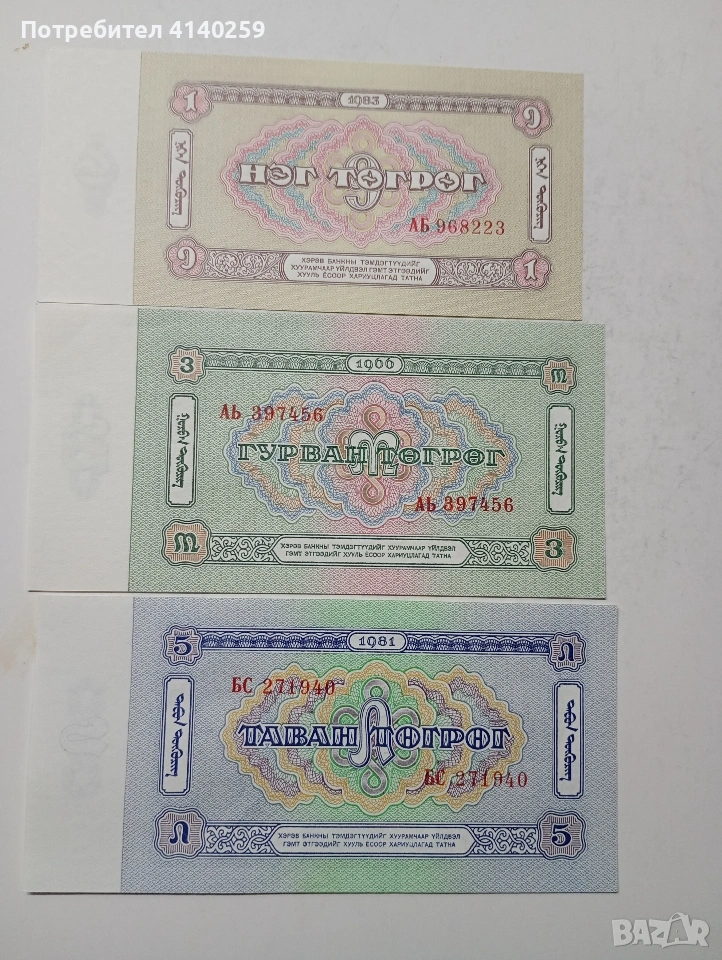 Потребител 4140259
1 1983 1
НЭГ ТӨГРӨГ
АБ 968223
ХЭРЭВ БАНКНЫ ТЭМДЭГТҮҮДИЙГ
ХУУРАМЧААР ҮЙЛДВЭЛ ГЭМТ ЭТГЭЭДИЙГ
ХУУЛЬ ЁСООР ХАРИУЦЛАГАД ТАТНА
1 1
3 1966
АЬ 397456
ГУРВАН ТӨГРӨГ
АЬ 397456
ХЭРЭВ БАНКНЫ ТЭМДЭГТҮҮДИЙГ ХУУРАМЧААР ҮЙЛДВЭЛ
ГЭМТ ЭТГЭЭДИЙГ ХУУЛЬ ЁСООР ХАРИУЦЛАГАД ТАТНА
3
5 1981
БС 271940
ТАВАН ТӨГРӨГ
БС 271940
ХЭРЭВ БАНКНЫ ТЭМДЭГТҮҮДИЙГ ХУУРАМЧААР ҮЙЛДВЭЛ
ГЭМТ ЭТГЭЭДИЙГ ХУУЛЬ ЁСООР ХАРИУЦЛАГАД ТАТНА
5
BAZAR